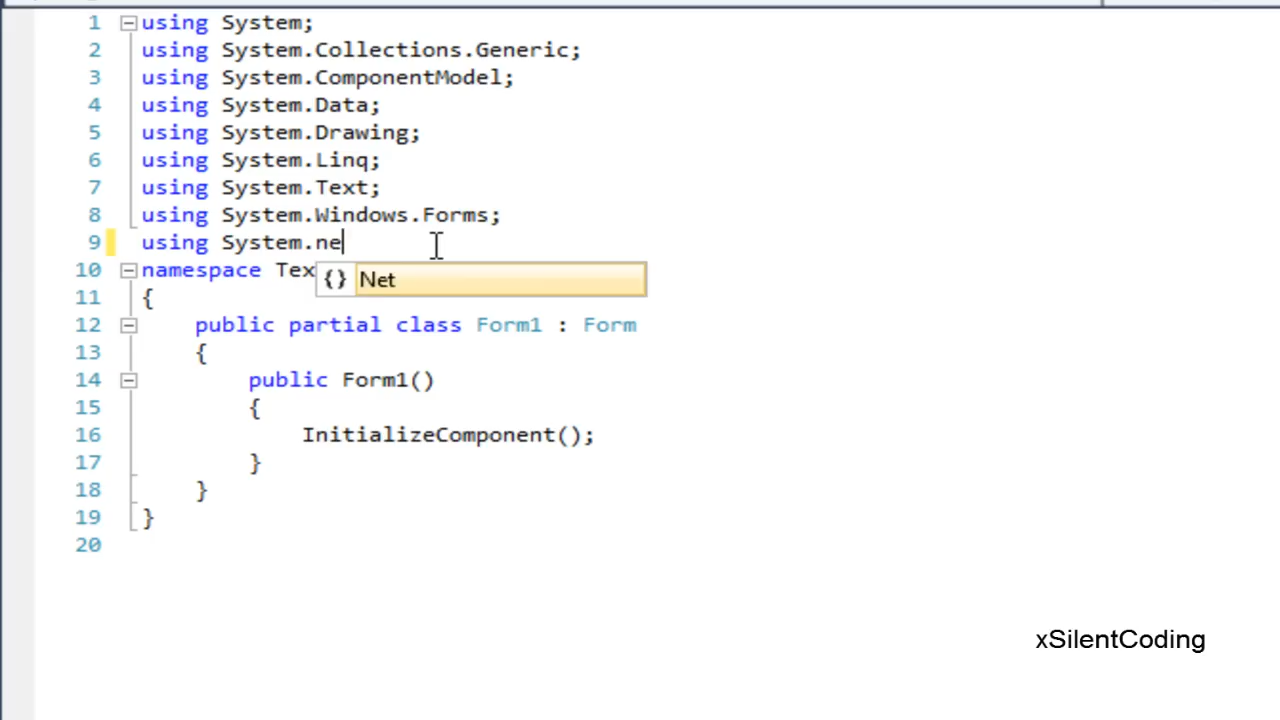 1 using System;
2 using System.Collections.Generic;
3 using System.ComponentModel;
4 using System.Data;
5 using System.Drawing;
6 using System.Linq;
7 using System.Text;
8 using System.Windows.Forms;
9 using System.ne
{} Net
10 namespace Tex
11 {
12 public partial class Form1 : Form
13 {
14 public Form1()
15 {
16 InitializeComponent();
17 }
18 }
19 }
20
xSilentCoding